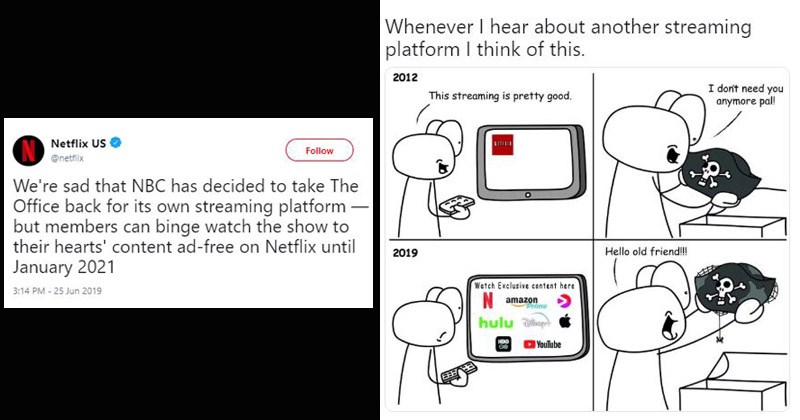 Netflix US
@netflix
Follow
We're sad that NBC has decided to take The
Office back for its own streaming platform —
but members can binge watch the show to
their hearts' content ad-free on Netflix until
January 2021
3:14 PM - 25 Jun 2019
Whenever I hear about another streaming
platform I think of this.
2012
This streaming is pretty good.
NETFLIX
I don't need you
anymore pal!
2019
Watch Exclusive content here
N
amazon
Prime
hulu
Disney+
HBO
GO
YouTube
Hello old friend!!!